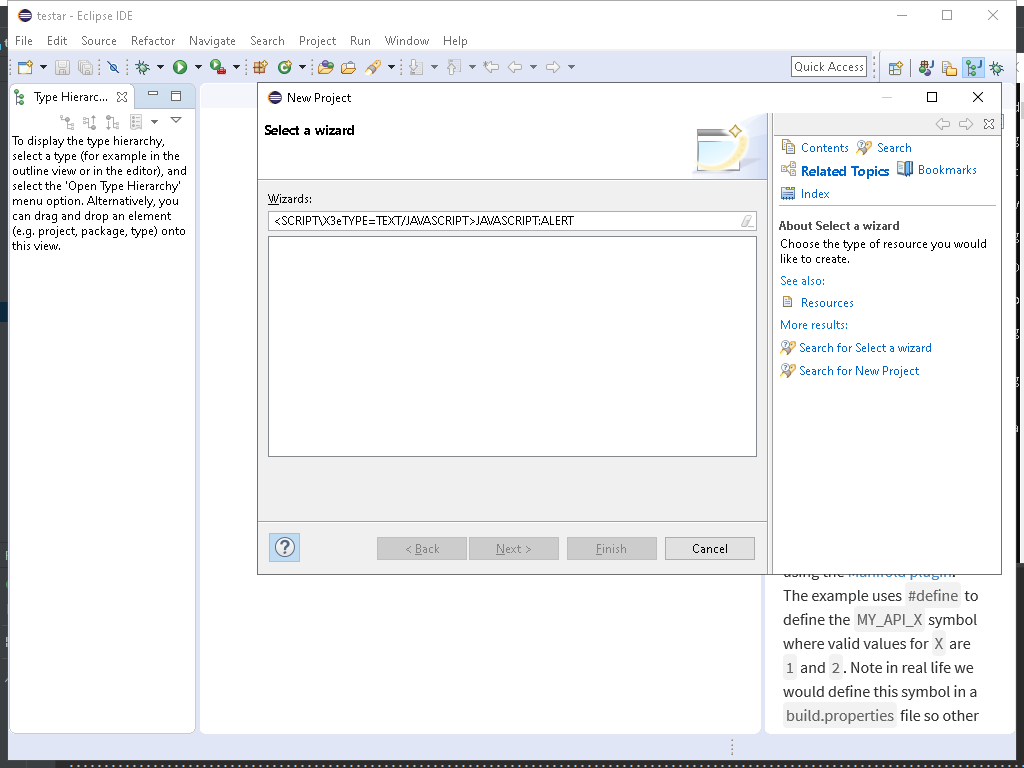 testar - Eclipse IDE
File Edit Source Refactor Navigate Search Project Run Window Help
Quick Access
Type Hierarc...
To display the type hierarchy,
select a type (for example in the
outline view or in the editor), and
select the 'Open Type Hierarchy'
menu option. Alternatively, you
can drag and drop an element
(e.g. project, package, type) onto
this view.
New Project
Select a wizard
Wizards:
<SCRIPT\X3eTYPE=TEXT/JAVASCRIPT>JAVASCRIPT:ALERT
< Back
Next >
Finish
Cancel
Contents Search
Related Topics Bookmarks
Index
About Select a wizard
Choose the type of resource you would
like to create.
See also:
Resources
More results:
Search for Select a wizard
Search for New Project
using the Manifold plugin.
The example uses #define to
define the MY_API_X symbol
where valid values for X are
1 and 2. Note in real life we
would define this symbol in a
build.properties file so other